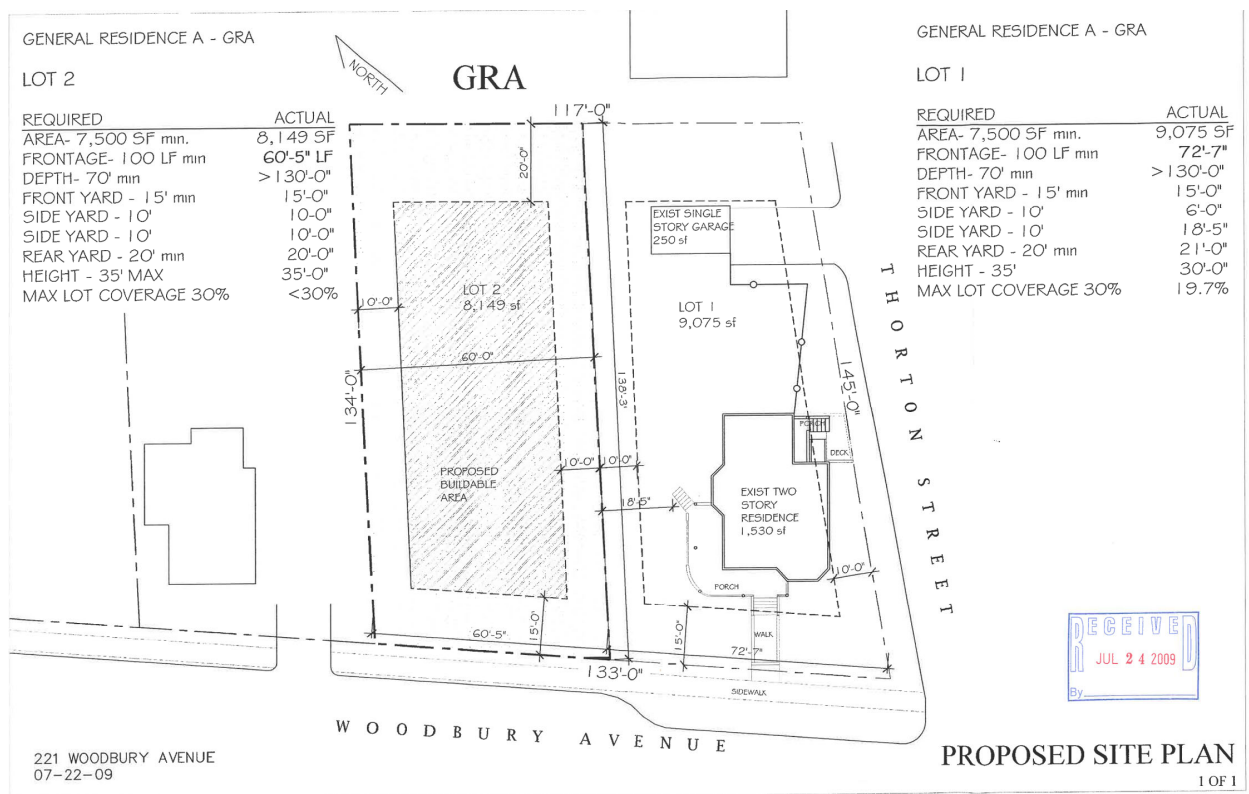 GENERAL RESIDENCE A - GRA
LOT 2
REQUIRED ACTUAL
AREA- 7,500 SF min. 8,149 SF
FRONTAGE- 100 LF min 60'-5" LF
DEPTH- 70' min >130'-0"
FRONT YARD - 15' min 15'-0"
SIDE YARD - 10' 10-0"
SIDE YARD - 10' 10'-0"
REAR YARD - 20' min 20'-0"
HEIGHT - 35' MAX 35'-0"
MAX LOT COVERAGE 30% <30%
NORTH
GRA
GENERAL RESIDENCE A - GRA
LOT 1
REQUIRED ACTUAL
AREA- 7,500 SF min. 9,075 SF
FRONTAGE- 100 LF min 72'-7"
DEPTH- 70' min >130'-0"
FRONT YARD - 15' min 15'-0"
SIDE YARD - 10' 6'-0"
SIDE YARD - 10' 18'-5"
REAR YARD - 20' min 21'-0"
HEIGHT - 35' 30'-0"
MAX LOT COVERAGE 30% 19.7%
117'-0"
20'-0"
EXIST SINGLE
STORY GARAGE
250 sf
LOT 2
8,149 sf
10'-0"
LOT 1
9,075 sf
60'-0"
134'-0"
138'-3"
145'-0"
THORTON STREET
PORCH
DECK
PROPOSED
BUILDABLE
AREA
10'-0" 10'-0"
18'-5"
EXIST TWO
STORY
RESIDENCE
1,530 sf
10'-0"
PORCH
15'-0"
60'-5"
15'-0"
WALK
72'-7"
133'-0"
SIDEWALK
WOODBURY AVENUE
RECEIVED
JUL 24 2009
By
221 WOODBURY AVENUE
07-22-09
PROPOSED SITE PLAN
1 OF 1